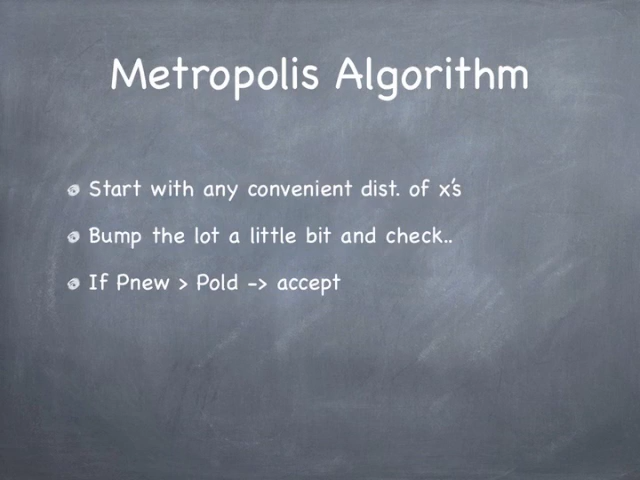 Metropolis Algorithm
Start with any convenient dist. of x's
Bump the lot a little bit and check..
If Pnew > Pold -> accept